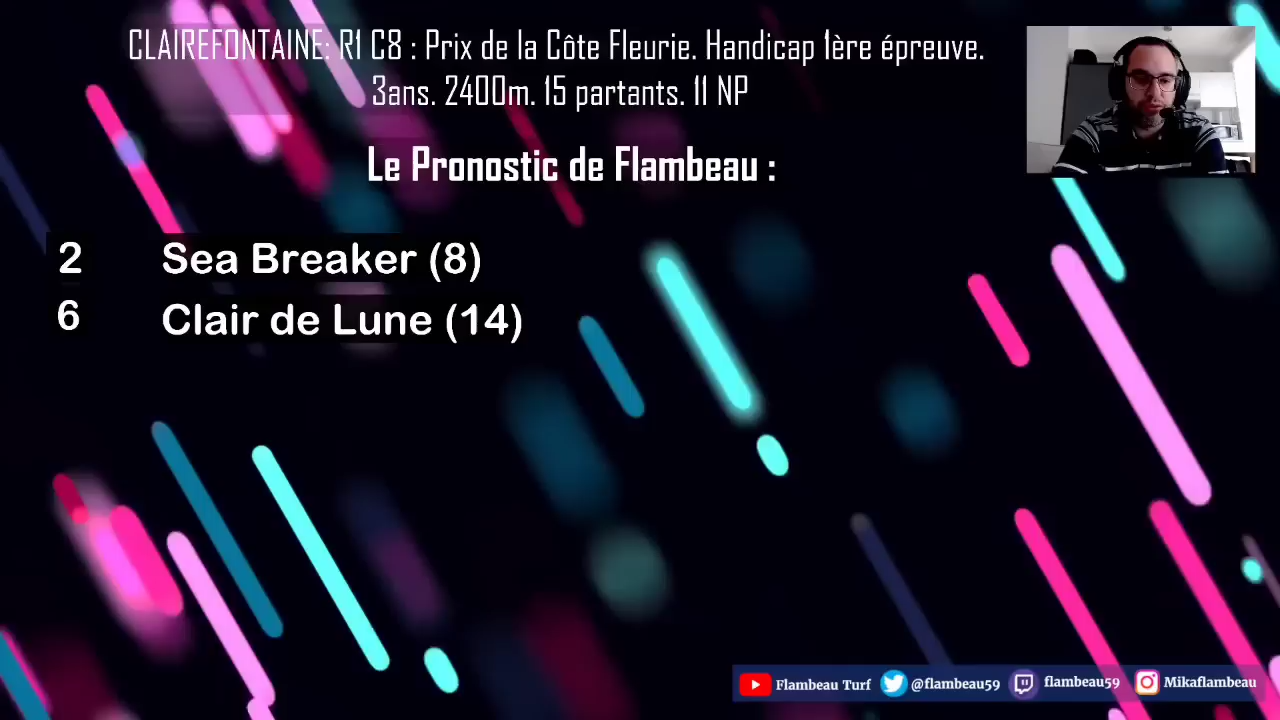 CLAIREFONTAINE: R1 C8 : Prix de la Côte Fleurie. Handicap 1ère épreuve.
3ans. 2400m. 15 partants. 11 NP
Le Pronostic de Flambeau :
2 Sea Breaker (8)
6 Clair de Lune (14)
Flambeau Turf @flambeau59 flambeau59 Mikaflambeau